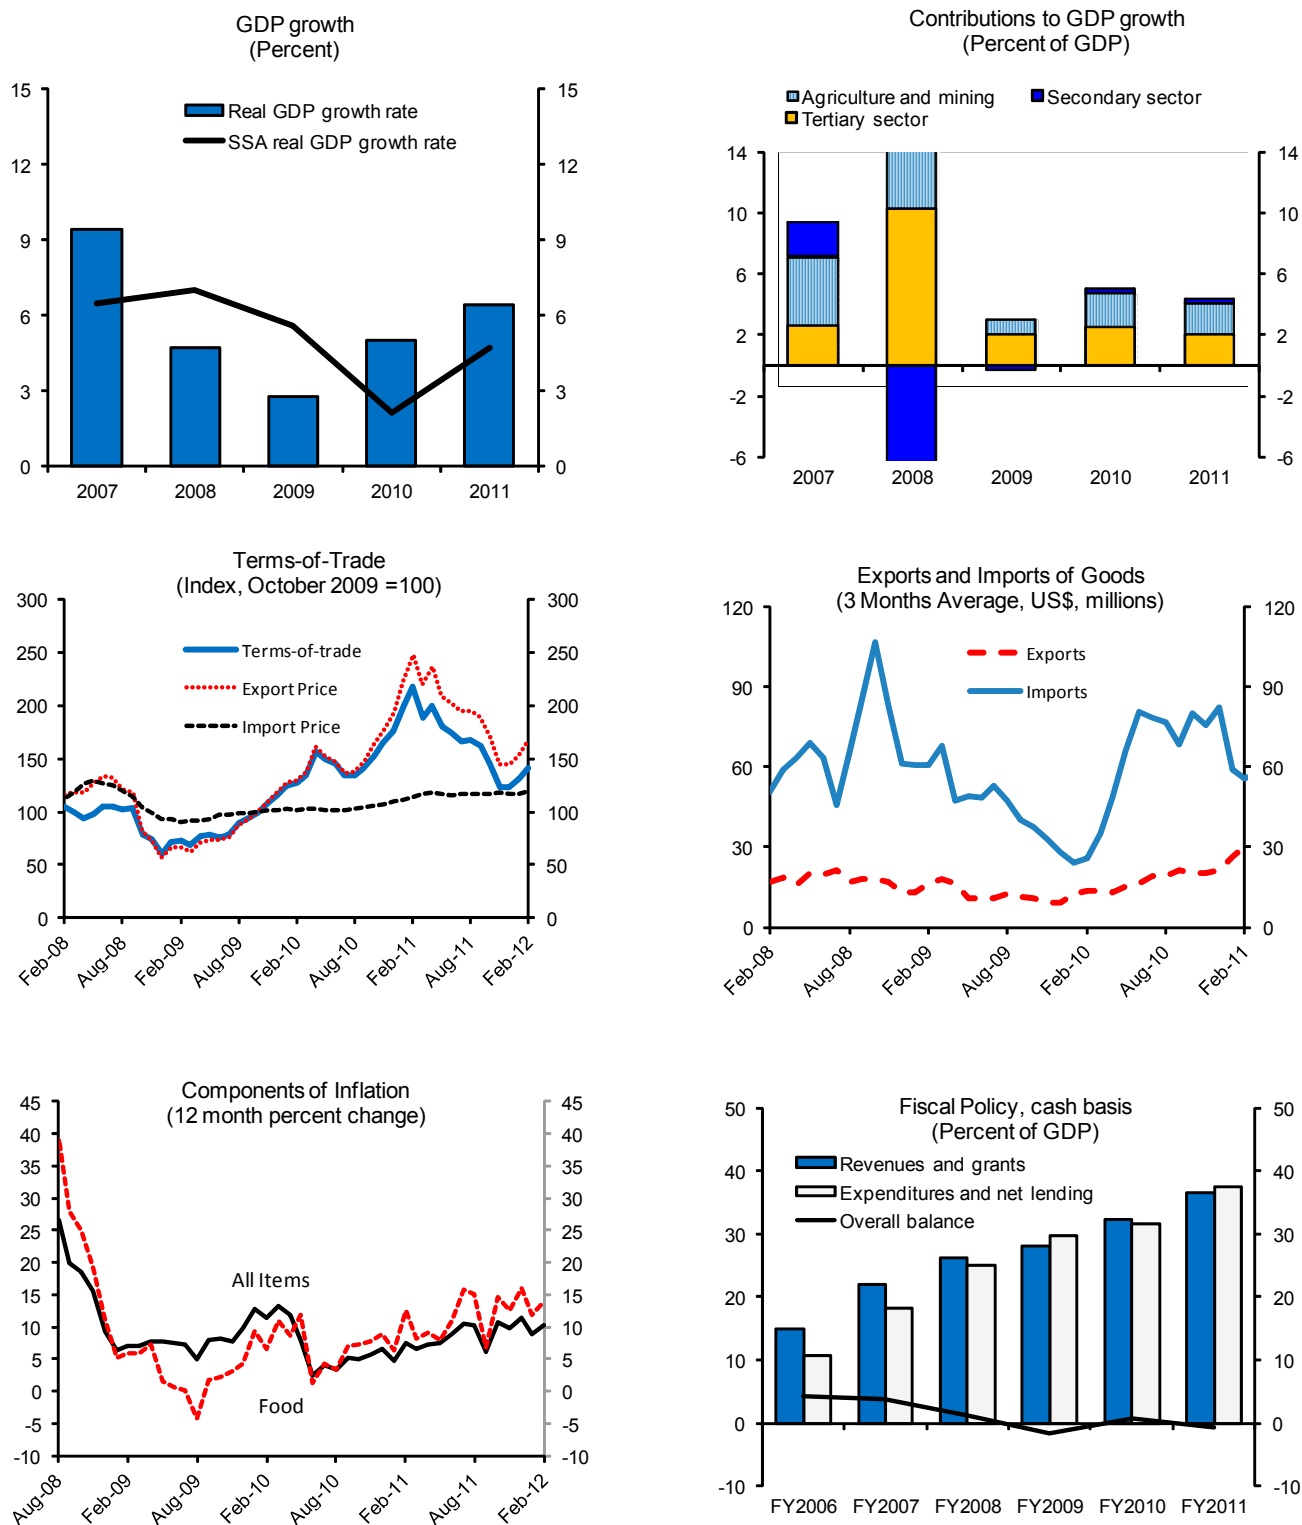 GDP growth
(Percent)
15
12
9
6
3
0
15
12
9
6
3
0
Real GDP growth rate
SSA real GDP growth rate
2007 2008 2009 2010 2011
Contributions to GDP growth
(Percent of GDP)
Agriculture and mining Secondary sector
Tertiary sector
14
10
6
2
-2
-6
14
10
6
2
-2
-6
2007 2008 2009 2010 2011
Terms-of-Trade
(Index, October 2009 =100)
300
250
200
150
100
50
0
300
250
200
150
100
50
0
Terms-of-trade
Export Price
Import Price
Feb-08 Aug-08 Feb-09 Aug-09 Feb-10 Aug-10 Feb-11 Aug-11 Feb-12
Exports and Imports of Goods
(3 Months Average, US$, millions)
120
90
60
30
0
120
90
60
30
0
Exports
Imports
Feb-08 Aug-08 Feb-09 Aug-09 Feb-10 Aug-10 Feb-11
Components of Inflation
(12 month percent change)
45
40
35
30
25
20
15
10
5
0
-5
-10
45
40
35
30
25
20
15
10
5
0
-5
-10
All Items
Food
Aug-08 Feb-09 Aug-09 Feb-10 Aug-10 Feb-11 Aug-11 Feb-12
Fiscal Policy, cash basis
(Percent of GDP)
50
40
30
20
10
0
-10
50
40
30
20
10
0
-10
Revenues and grants
Expenditures and net lending
Overall balance
FY2006 FY2007 FY2008 FY2009 FY2010 FY2011